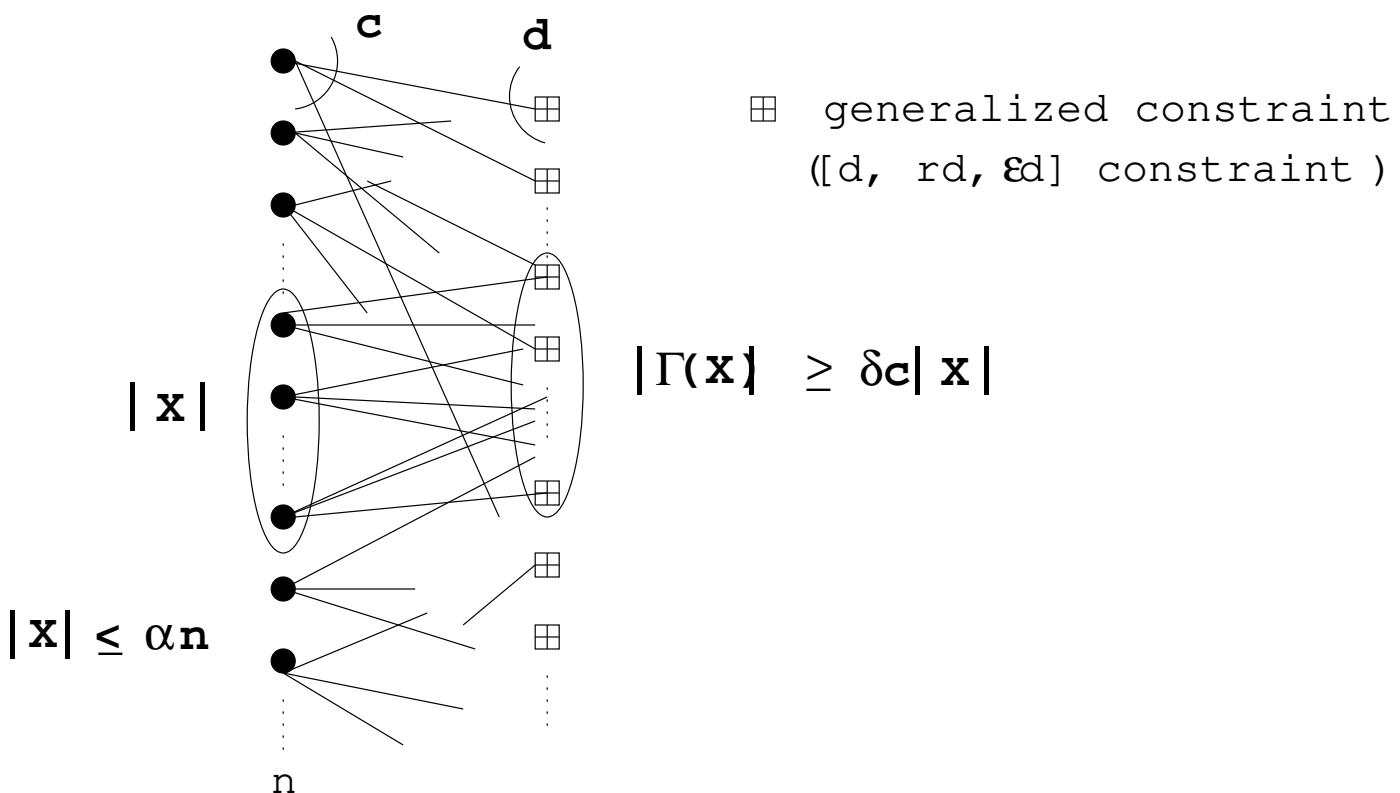 c
d
generalized constraint
([d, rd, εd] constraint )
|Γ(x)| ≥ δc|x|
|x|
|x| ≤ αn
n